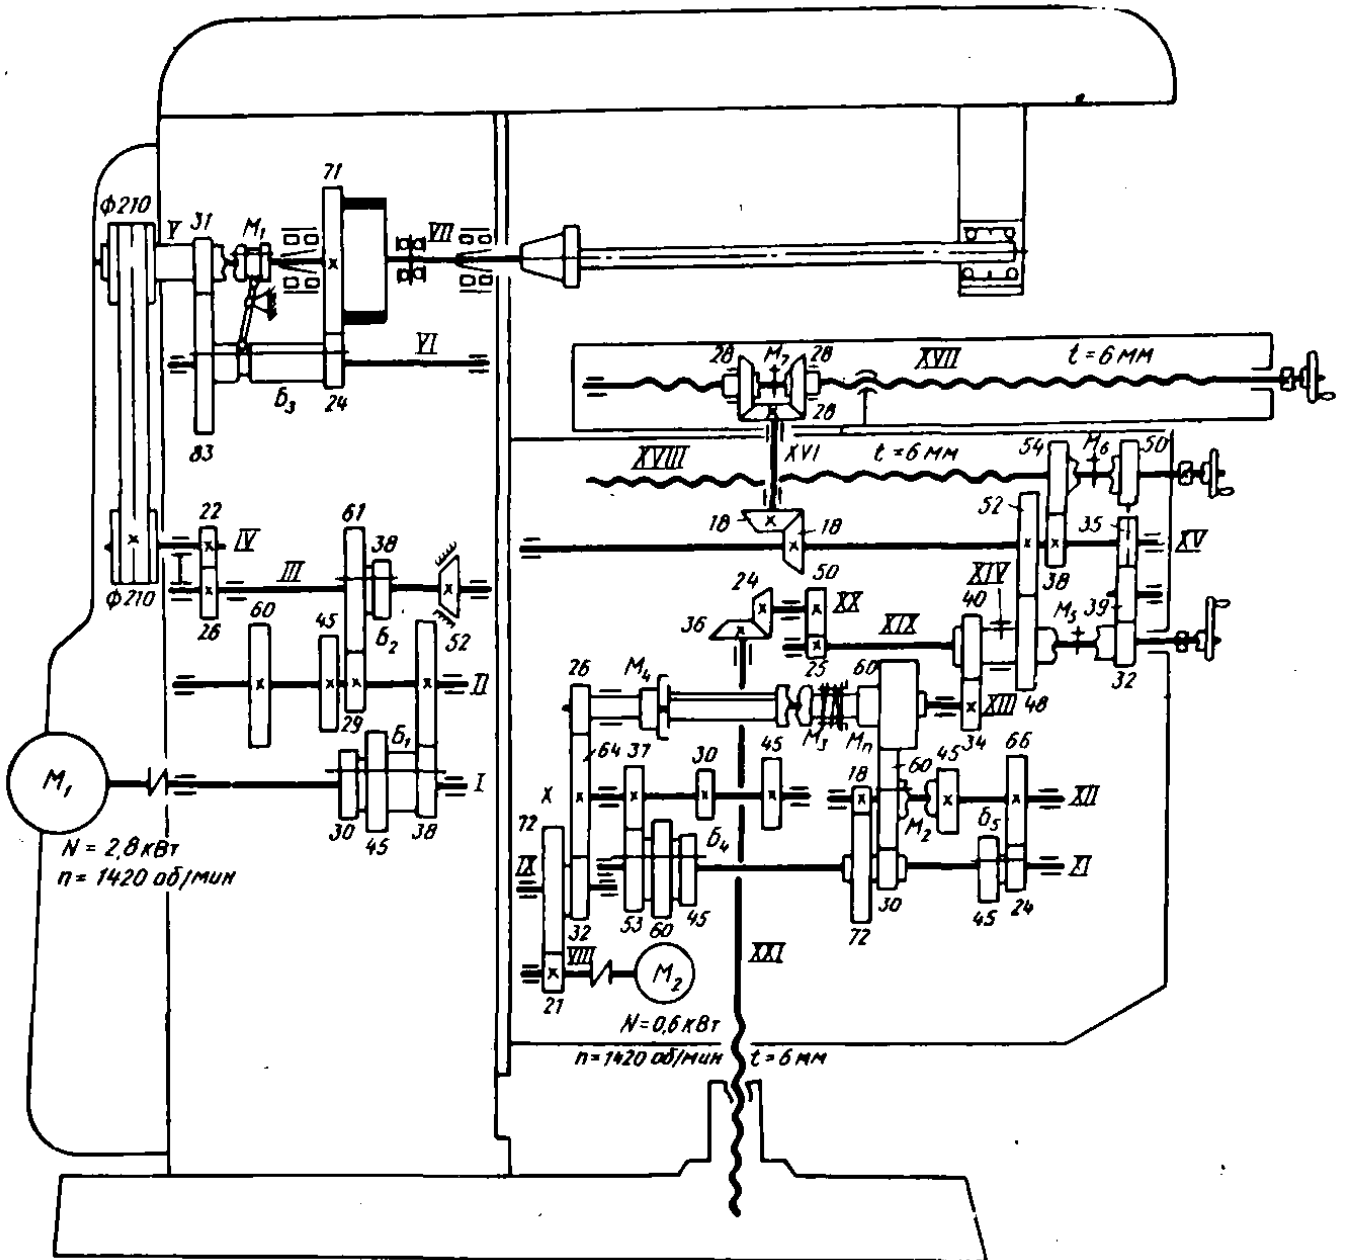 71
Ф210
V
31
M₁
VII
VI
Б₃
24
83
28
M₇
28
XVII
t = 6 мм
28
XVIII
XVI
t = 6 мм
54
M₆
50
18
18
52
35
XV
38
22
IV
61
38
III
Ф210
26
60
45
Б₂
52
24
50
XX
36
XIV
40
XIX
M₅
39
25
32
29
II
26
M₄
60
XIII
48
M₃
Mп
34
66
64
37
30
45
18
60
45
XII
Б₁
I
M₁
30
45
38
X
72
Б₄
M₂
Б₅
IX
XI
N = 2,8 кВт
n = 1420 об/мин
32
53
60
45
72
30
45
24
VIII
M₂
XXI
21
N = 0,6 кВт
n = 1420 об/мин
t = 6 мм